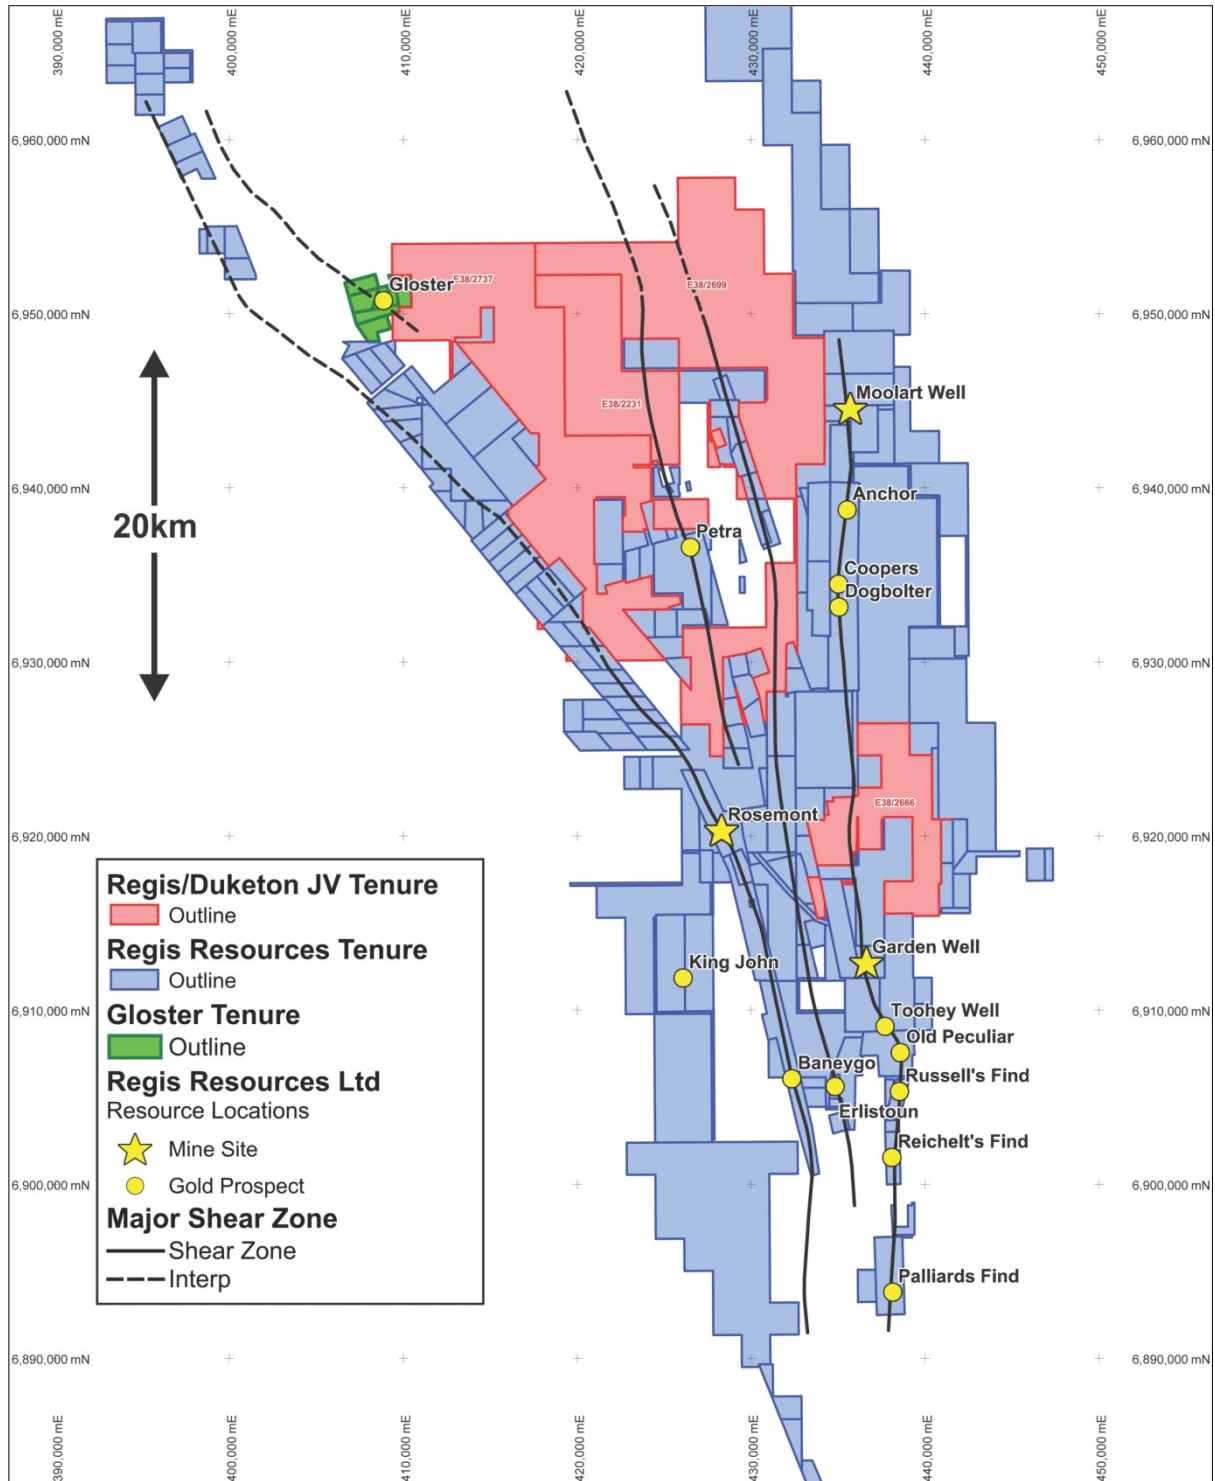 390,000 mE
400,000 mE
410,000 mE
420,000 mE
430,000 mE
440,000 mE
450,000 mE
6,960,000 mN
6,960,000 mN
Gloster
E38/2737
E38/2699
6,950,000 mN
6,950,000 mN
Moolart Well
E38/2231
6,940,000 mN
6,940,000 mN
Anchor
20km
Petra
Coopers
Dogbolter
6,930,000 mN
6,930,000 mN
E38/2666
Rosemont
6,920,000 mN
6,920,000 mN
Regis/Duketon JV Tenure
Outline
Regis Resources Tenure
Outline
Gloster Tenure
Outline
Regis Resources Ltd
Resource Locations
Mine Site
Gold Prospect
Major Shear Zone
Shear Zone
Interp
Garden Well
King John
6,910,000 mN
6,910,000 mN
Toohey Well
Old Peculiar
Baneygo
Russell's Find
Erlistoun
Reichelt's Find
6,900,000 mN
6,900,000 mN
Palliards Find
6,890,000 mN
6,890,000 mN
390,000 mE
400,000 mE
410,000 mE
420,000 mE
430,000 mE
440,000 mE
450,000 mE